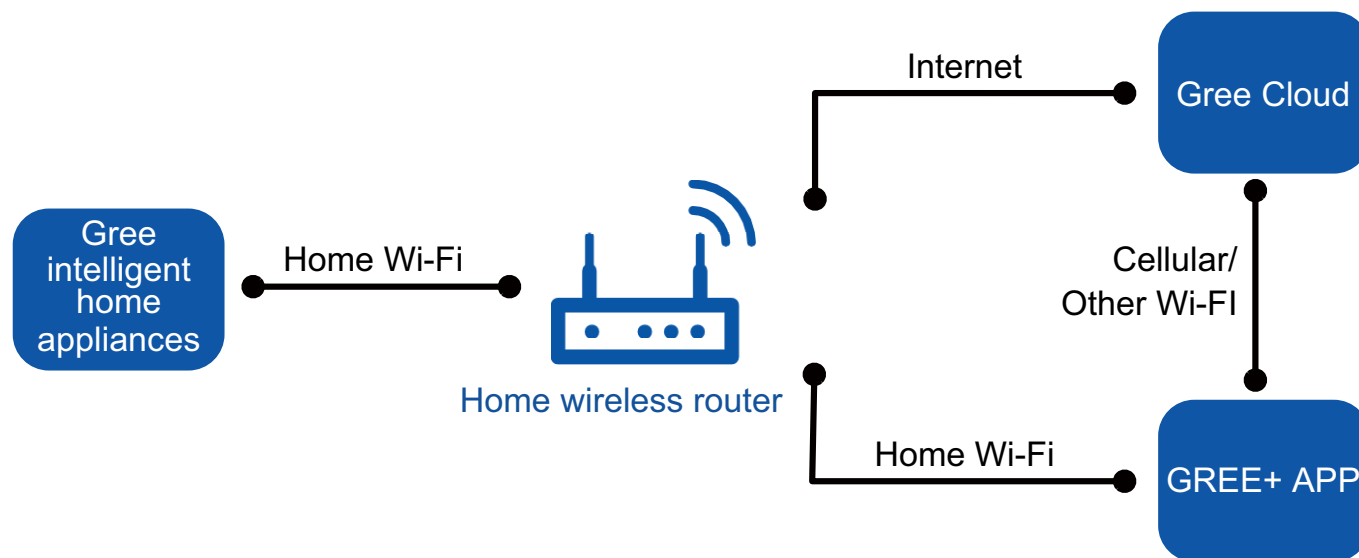 Internet
Gree Cloud
Gree
intelligent
home
appliances
Home Wi-Fi
Cellular/
Other Wi-FI
Home wireless router
Home Wi-Fi
GREE+ APP